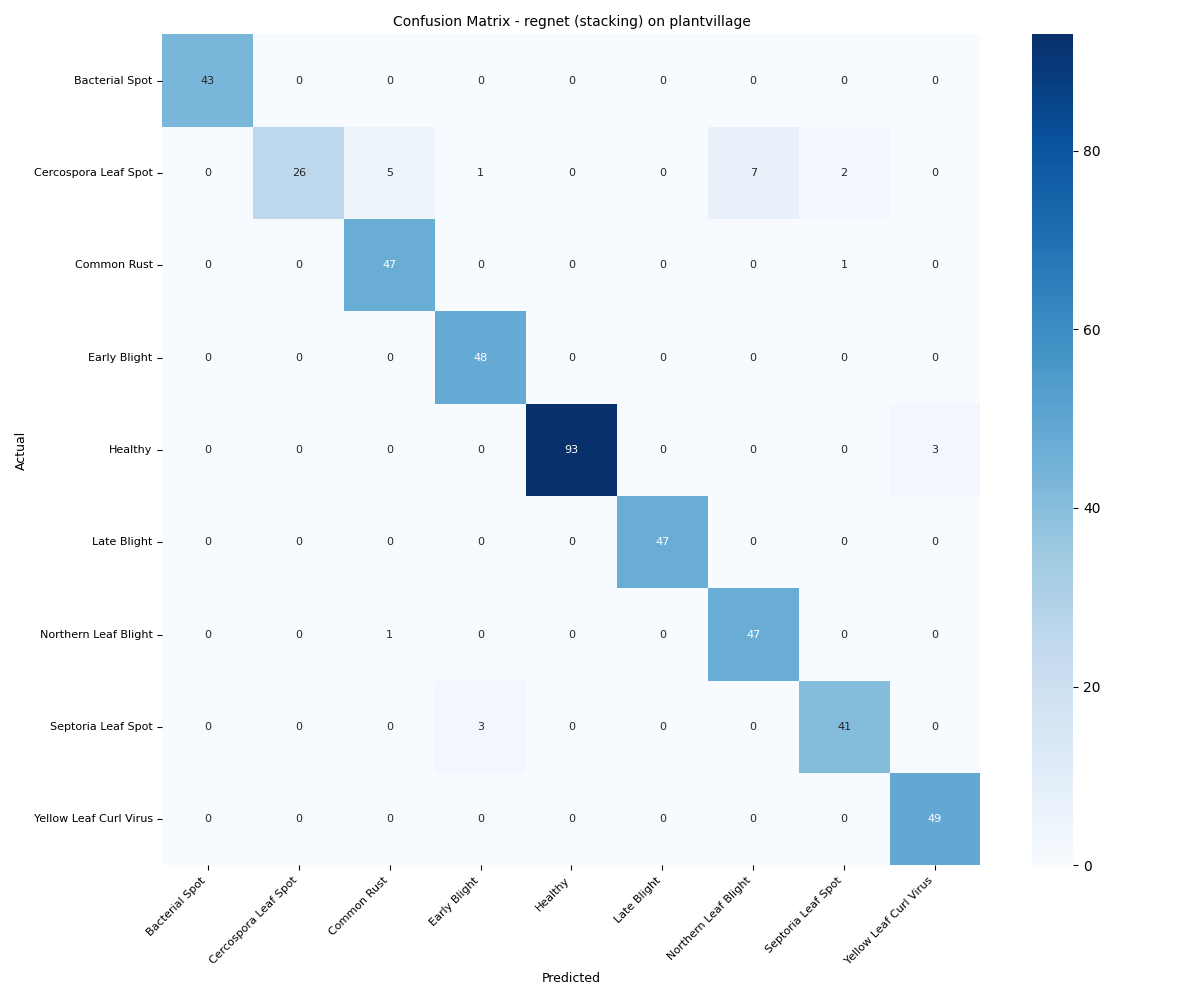 Confusion Matrix - regnet (stacking) on plantvillage
Actual
Bacterial Spot 43 0 0 0 0 0 0 0 0
Cercospora Leaf Spot 0 26 5 1 0 0 7 2 0
Common Rust 0 0 47 0 0 0 0 1 0
Early Blight 0 0 0 48 0 0 0 0 0
Healthy 0 0 0 0 93 0 0 0 3
Late Blight 0 0 0 0 0 47 0 0 0
Northern Leaf Blight 0 0 1 0 0 0 47 0 0
Septoria Leaf Spot 0 0 0 3 0 0 0 41 0
Yellow Leaf Curl Virus 0 0 0 0 0 0 0 0 49
Bacterial Spot
Cercospora Leaf Spot
Common Rust
Early Blight
Healthy
Late Blight
Northern Leaf Blight
Septoria Leaf Spot
Yellow Leaf Curl Virus
Predicted
80
60
40
20
0